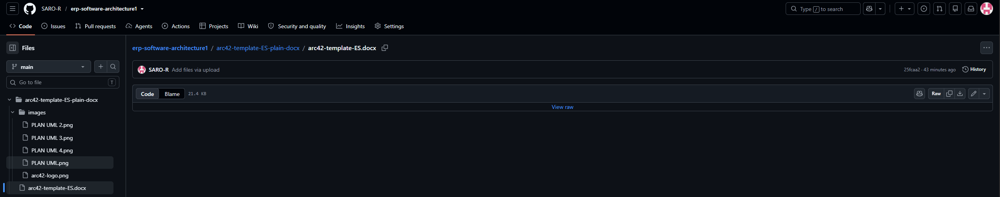 SARO-R / erp-software-architecture1
Type / to search
Code Issues Pull requests Agents Actions Projects Wiki Security and quality Insights Settings
Files
main
Go to file T
arc42-template-ES-plain-docx
images
PLAN UML 2.png
PLAN UML 3.png
PLAN UML 4.png
PLAN UML.png
arc42-logo.png
arc42-template-ES.docx
erp-software-architecture1 / arc42-template-ES-plain-docx / arc42-template-ES.docx
SARO-R Add files via upload 25fcaa2 · 43 minutes ago History
Code Blame 21.4 KB Raw
View raw